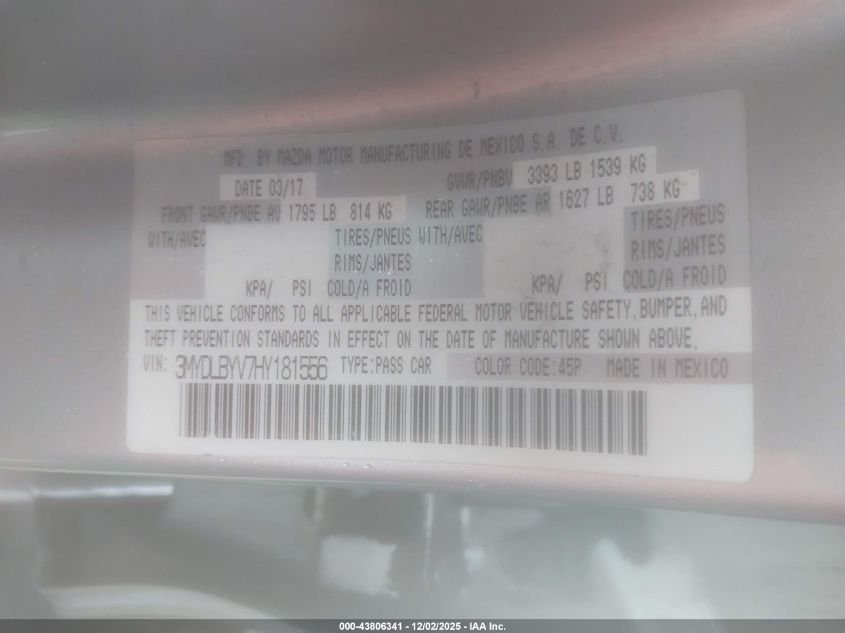 MFD. BY MAZDA MOTOR MANUFACTURING DE MEXICO S.A. DE C.V.
DATE 03/17 GVWR/PNBV 3393 LB 1539 KG
FRONT GAWR/PNBE AV 1795 LB 814 KG REAR GAWR/PNBE AR 1627 LB 738 KG
WITH/AVEC TIRES/PNEUS WITH/AVEC TIRES/PNEUS
RIMS/JANTES RIMS/JANTES
KPA/ PSI COLD/A FROID KPA/ PSI COLD/A FROID
THIS VEHICLE CONFORMS TO ALL APPLICABLE FEDERAL MOTOR VEHICLE SAFETY, BUMPER, AND
THEFT PREVENTION STANDARDS IN EFFECT ON THE DATE OF MANUFACTURE SHOWN ABOVE.
VIN: 3MYDLBYV7HY181556 TYPE:PASS CAR COLOR CODE:45P MADE IN MEXICO
000-43806341 | 12/02/2025 - IAA Inc.